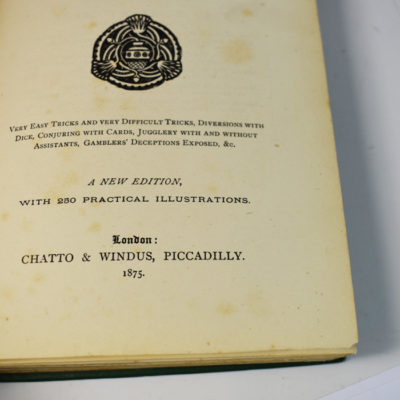 Very Easy Tricks and very Difficult Tricks, Diversions with
Dice, Conjuring with Cards, Jugglery with and without
Assistants, Gamblers' Deceptions Exposed, &c.
A NEW EDITION,
WITH 250 PRACTICAL ILLUSTRATIONS.
London:
CHATTO & WINDUS, PICCADILLY.
1875.